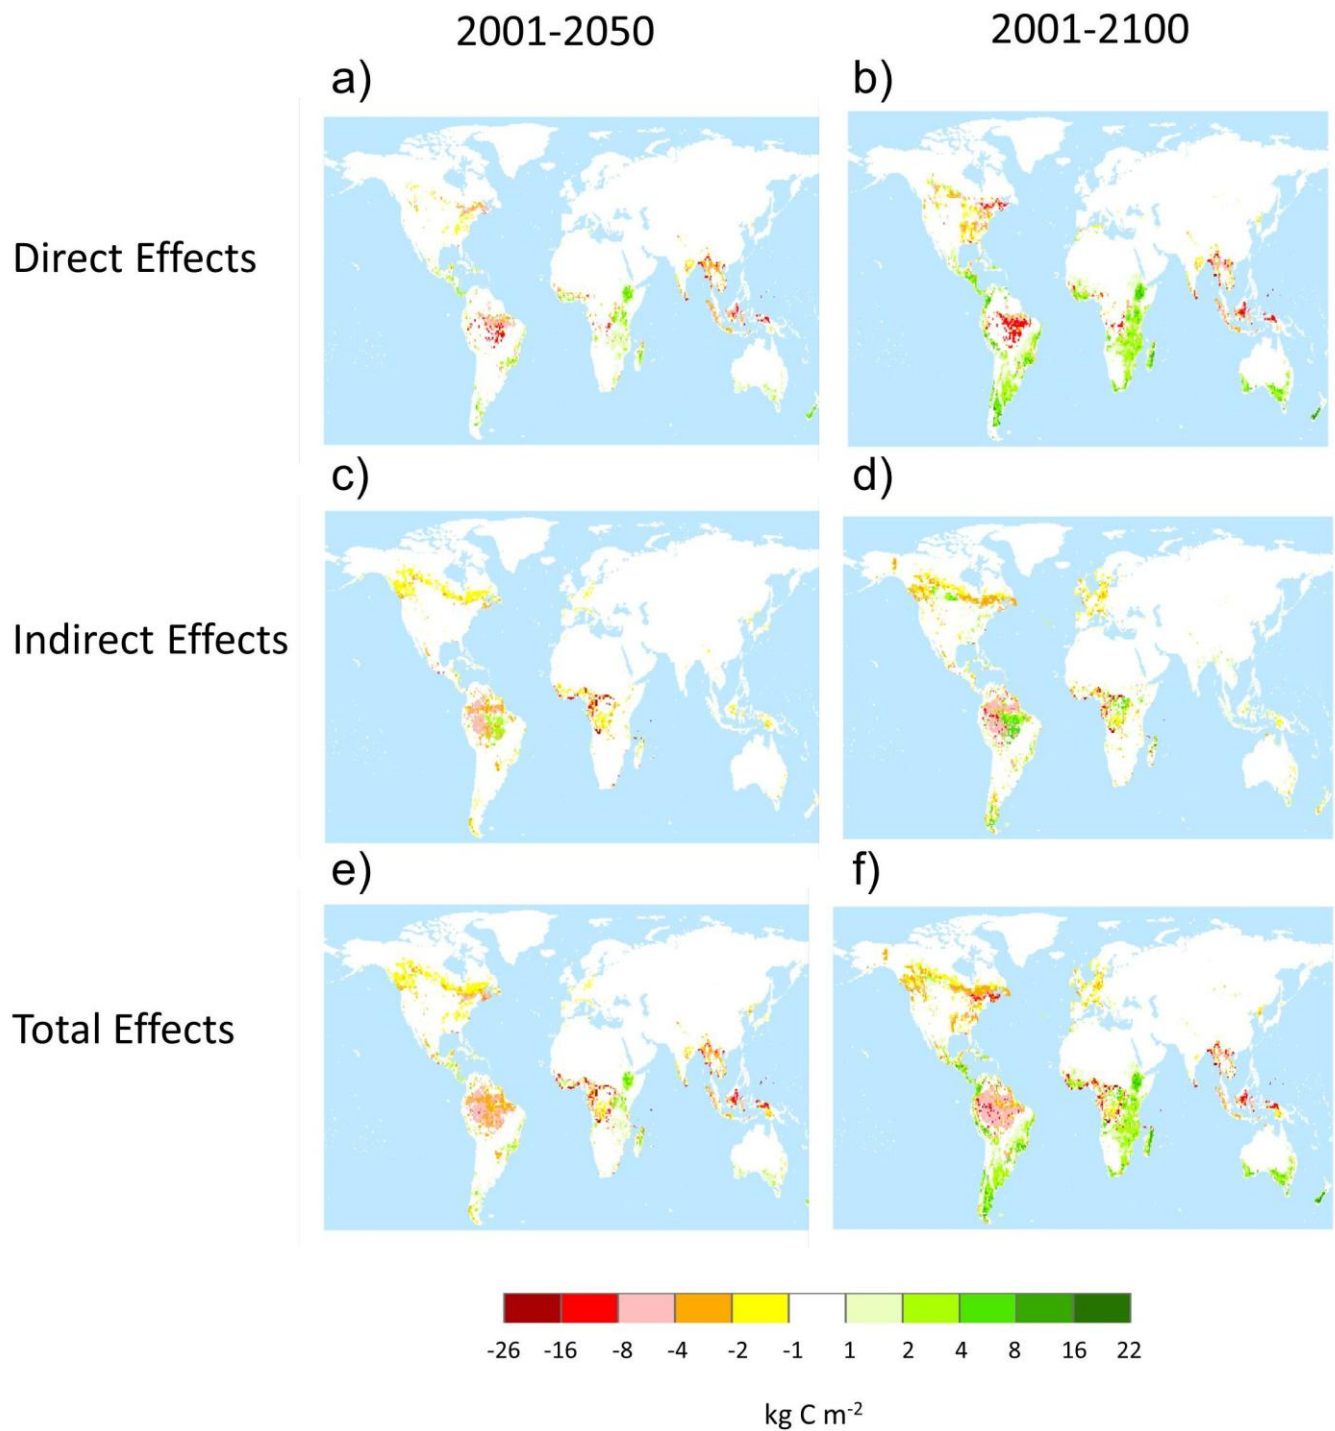 2001-2050
2001-2100
a)
b)
Direct Effects
c)
d)
Indirect Effects
e)
f)
Total Effects
-26 -16 -8 -4 -2 -1 1 2 4 8 16 22
kg C m⁻²